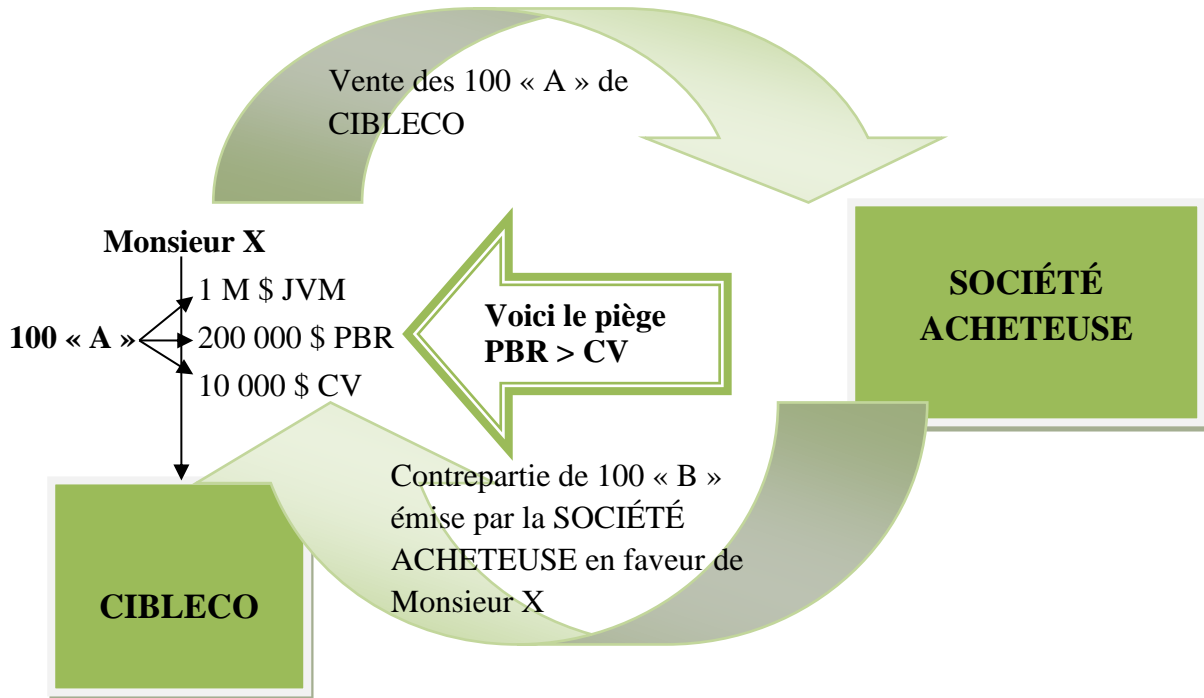 Vente des 100 « A » de
CIBLECO
Monsieur X
1 M $ JVM
100 « A »
200 000 $ PBR
10 000 $ CV
Voici le piège
PBR > CV
SOCIÉTÉ
ACHETEUSE
Contrepartie de 100 « B »
émise par la SOCIÉTÉ
ACHETEUSE en faveur de
Monsieur X
CIBLECO